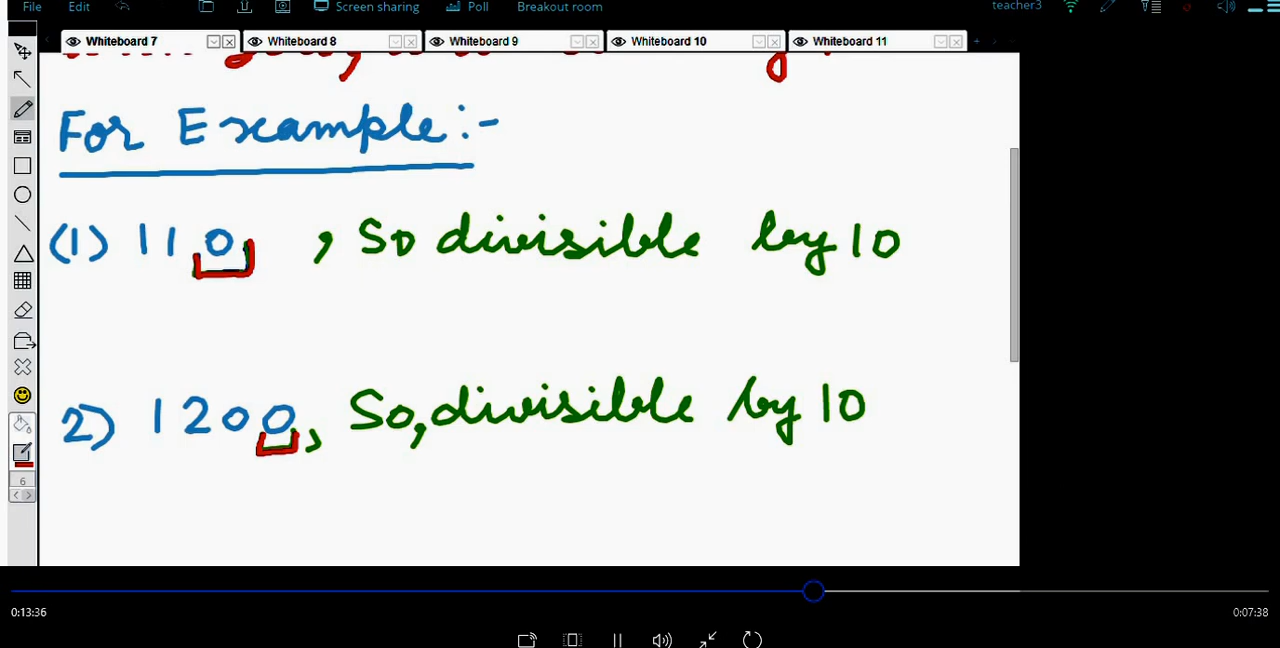 File Edit Screen sharing Poll Breakout room teacher3
Whiteboard 7 Whiteboard 8 Whiteboard 9 Whiteboard 10 Whiteboard 11
For Example:-
(1) 110, , So divisible by 10
2) 1200, So, divisible by 10
6
0:13:36 0:07:38